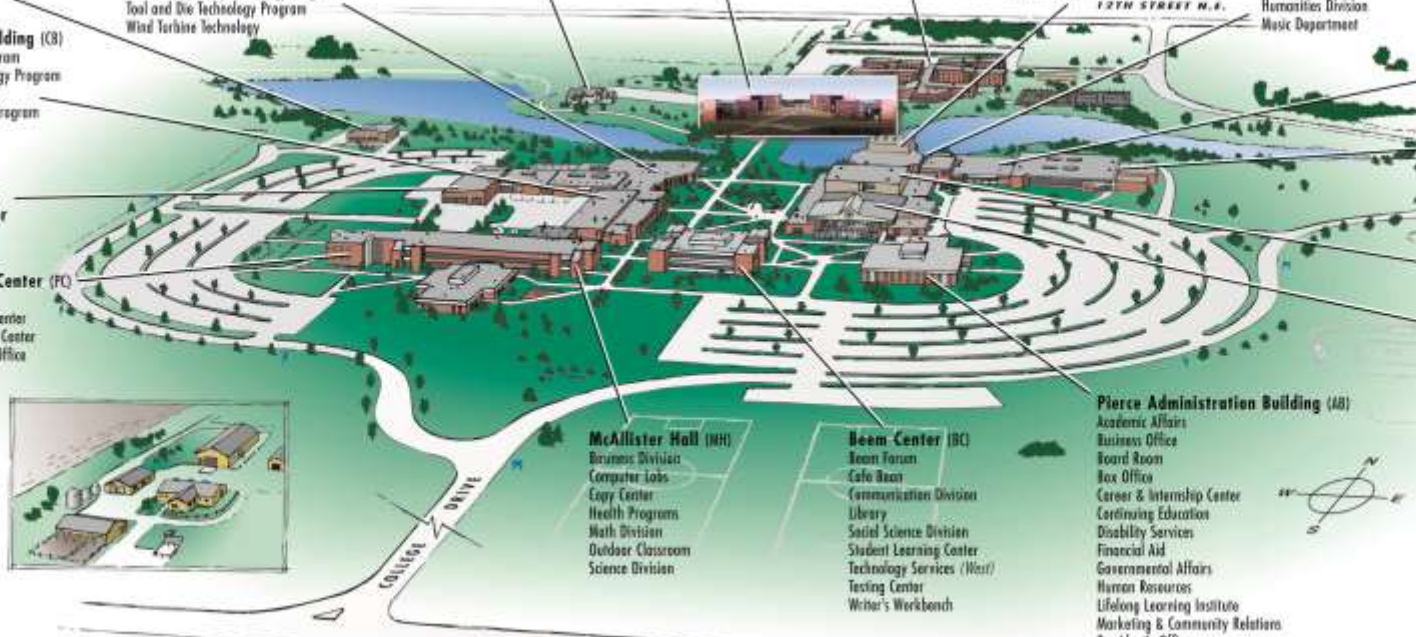 Tool and Die Technology Program
Wind Turbine Technology
12TH STREET N.E.
Humanities Division
Music Department
lding (CB)
ram
gy Program
rogram
r
Center (PC)
enter
Center
ffice
McAllister Hall (MH)
Business Division
Computer Labs
Copy Center
Health Programs
Math Division
Outdoor Classroom
Science Division
Beem Center (BC)
Beem Forum
Cafe Bean
Communication Division
Library
Social Science Division
Student Learning Center
Technology Services (West)
Testing Center
Writer's Workbench
Pierce Administration Building (AB)
Academic Affairs
Business Office
Board Room
Box Office
Career & Internship Center
Continuing Education
Disability Services
Financial Aid
Governmental Affairs
Human Resources
Lifelong Learning Institute
Marketing & Community Relations
N
W
E
S
COLLEGE DRIVE